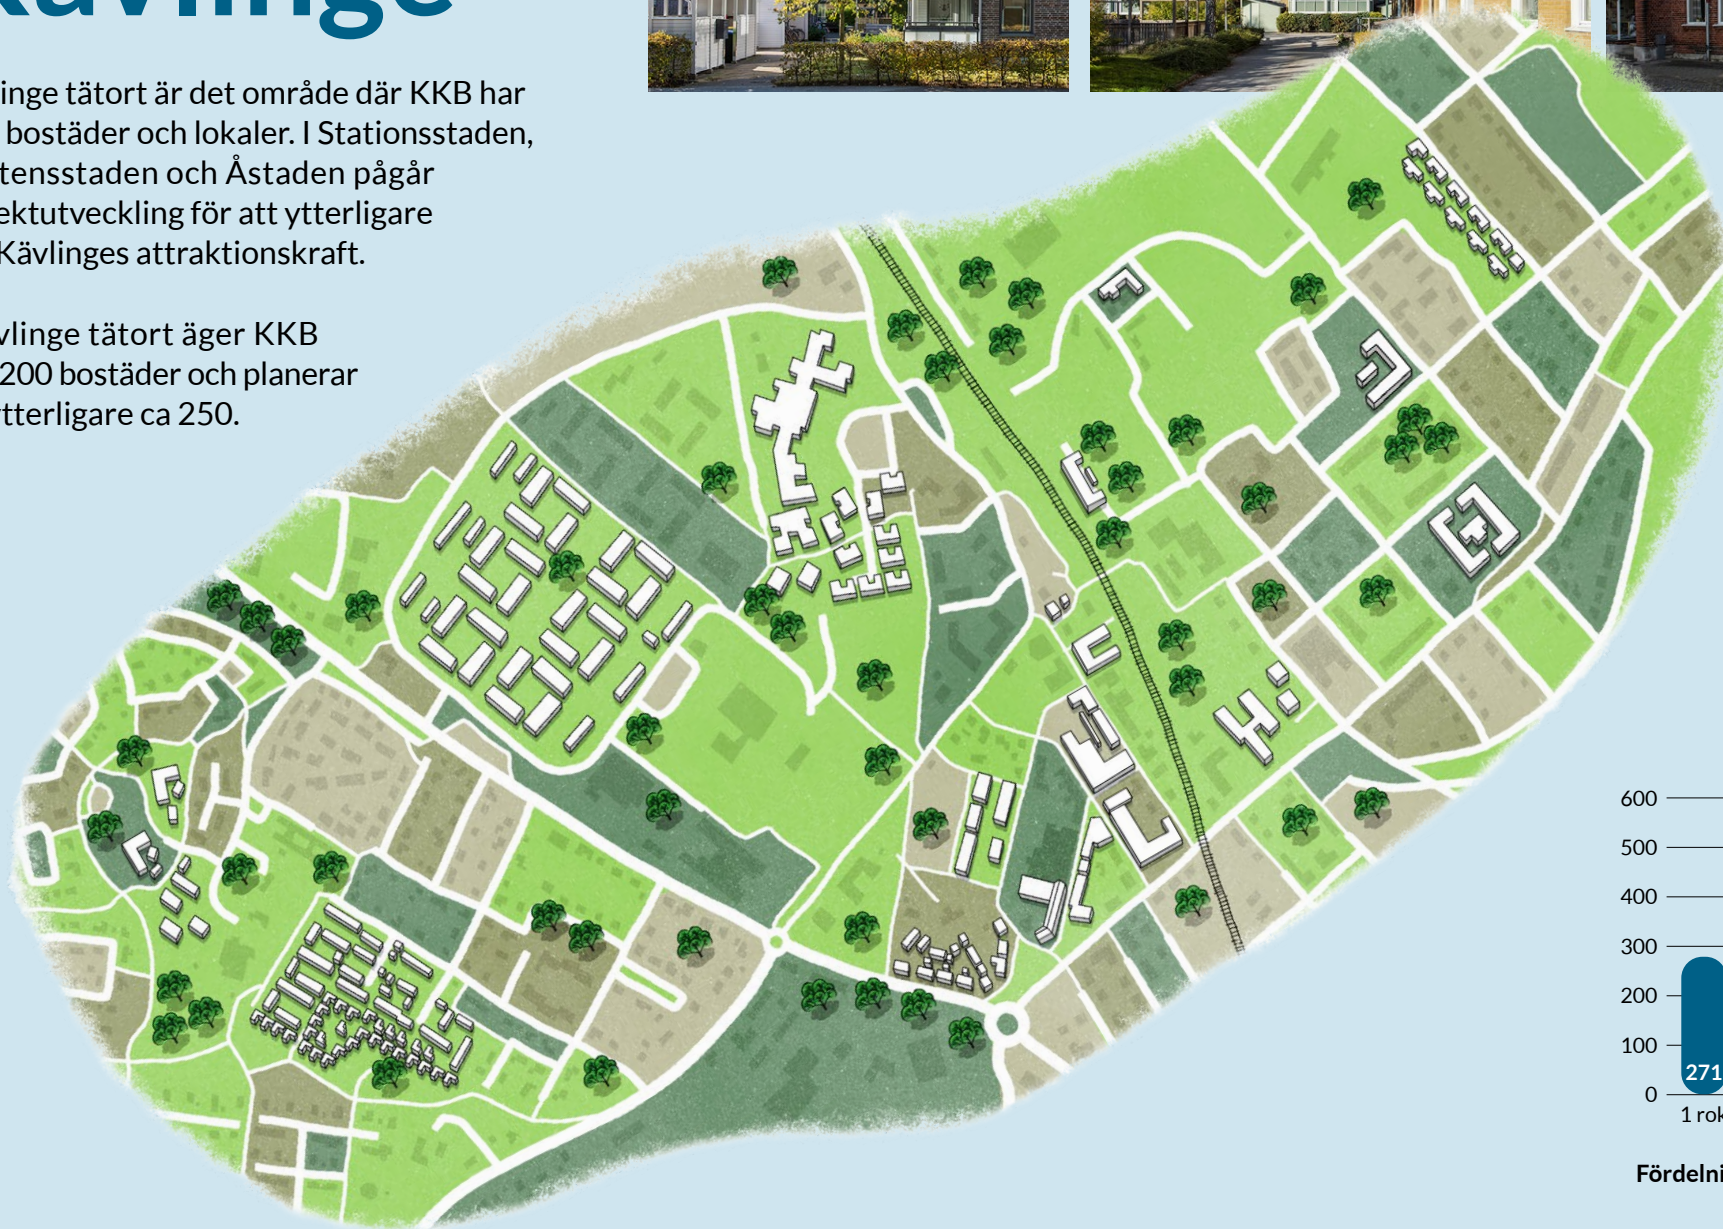 Kävlinge
inge tätort är det område där KKB har
bostäder och lokaler. I Stationsstaden,
tensstaden och Åstaden pågår
ektutveckling för att ytterligare
Kävlinges attraktionskraft.
vlinge tätort äger KKB
200 bostäder och planerar
ytterligare ca 250.
600
500
400
300
200
100
0
271
1 rok
Fördelni